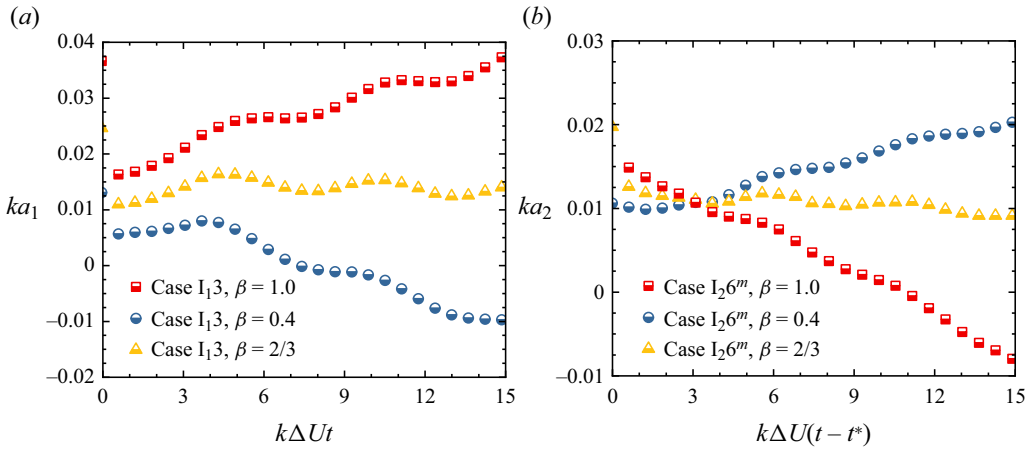 (a)
0.04
0.03
0.02
ka₁
0.01
0
−0.01
−0.02
Case I₁3, β = 1.0
Case I₁3, β = 0.4
Case I₁3, β = 2/3
0 3 6 9 12 15
kΔUt
(b)
0.03
0.02
ka₂
0.01
0
−0.01
Case I₂6ᵐ, β = 1.0
Case I₂6ᵐ, β = 0.4
Case I₂6ᵐ, β = 2/3
0 3 6 9 12 15
kΔU(t − t*)